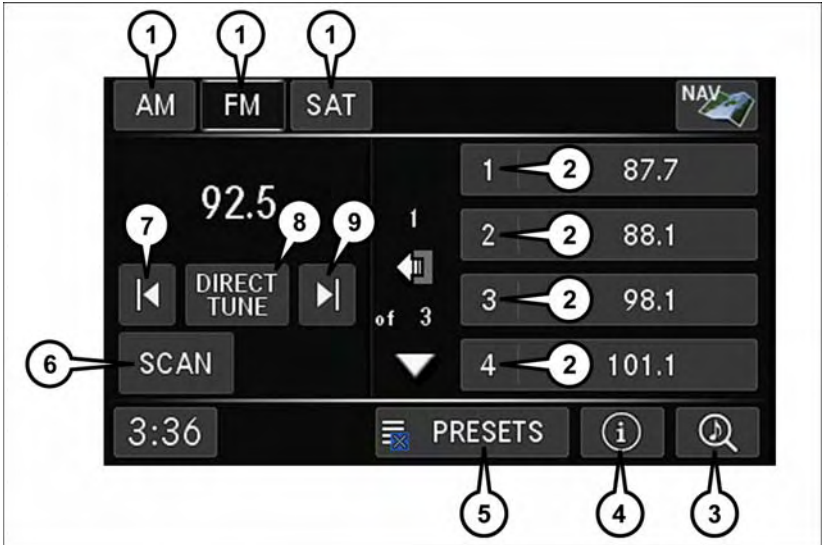 1 1 1
AM FM SAT NAV
1 2 87.7
92.5
7 8 9 1
2 2 88.1
DIRECT
TUNE
of 3
3 2 98.1
6 SCAN
4 2 101.1
3:36 PRESETS i
5 4 3